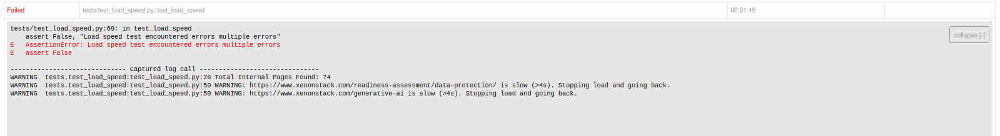 Failed tests/test_load_speed.py::test_load_speed 00:01:46
collapse [-]
tests/test_load_speed.py:69: in test_load_speed
    assert False, "Load speed test encountered errors multiple errors"
E   AssertionError: Load speed test encountered errors multiple errors
E   assert False
------------------------------ Captured log call -------------------------------
WARNING  tests.test_load_speed:test_load_speed.py:28 Total Internal Pages Found: 74
WARNING  tests.test_load_speed:test_load_speed.py:50 WARNING: https://www.xenonstack.com/readiness-assessment/data-protection/ is slow (>4s). Stopping load and going back.
WARNING  tests.test_load_speed:test_load_speed.py:50 WARNING: https://www.xenonstack.com/generative-ai is slow (>4s). Stopping load and going back.